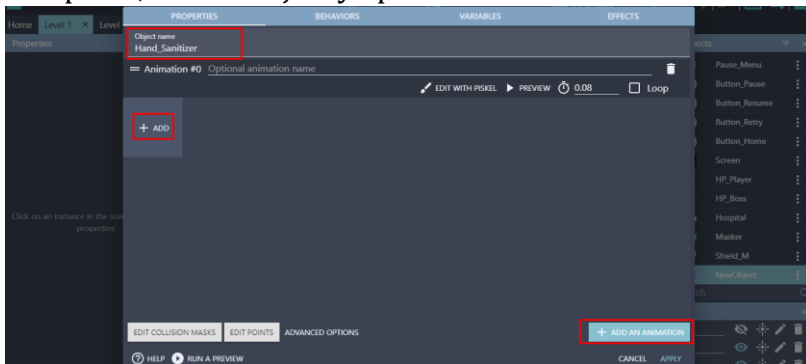 PROPERTIES BEHAVIORS VARIABLES EFFECTS
Home Level 1 × Level
Object name
Properties
Hand_Sanitizer
Animation #0 Optional animation name
Pause_Menu
EDIT WITH PISKEL PREVIEW 0.08 Loop
Button_Pause
Button_Resume
+ ADD
Button_Retry
Button_Home
Screen
HP_Player
HP_Boss
Click on an instance in the
properties
Hospital
Masker
Shield_M
NewObject
EDIT COLLISION MASKS EDIT POINTS ADVANCED OPTIONS + ADD AN ANIMATION
HELP RUN A PREVIEW CANCEL APPLY